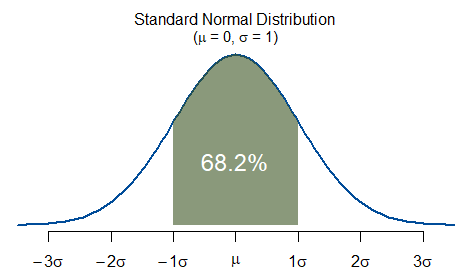 Standard Normal Distribution
(μ = 0, σ = 1)
68.2%
−3σ −2σ −1σ μ 1σ 2σ 3σ